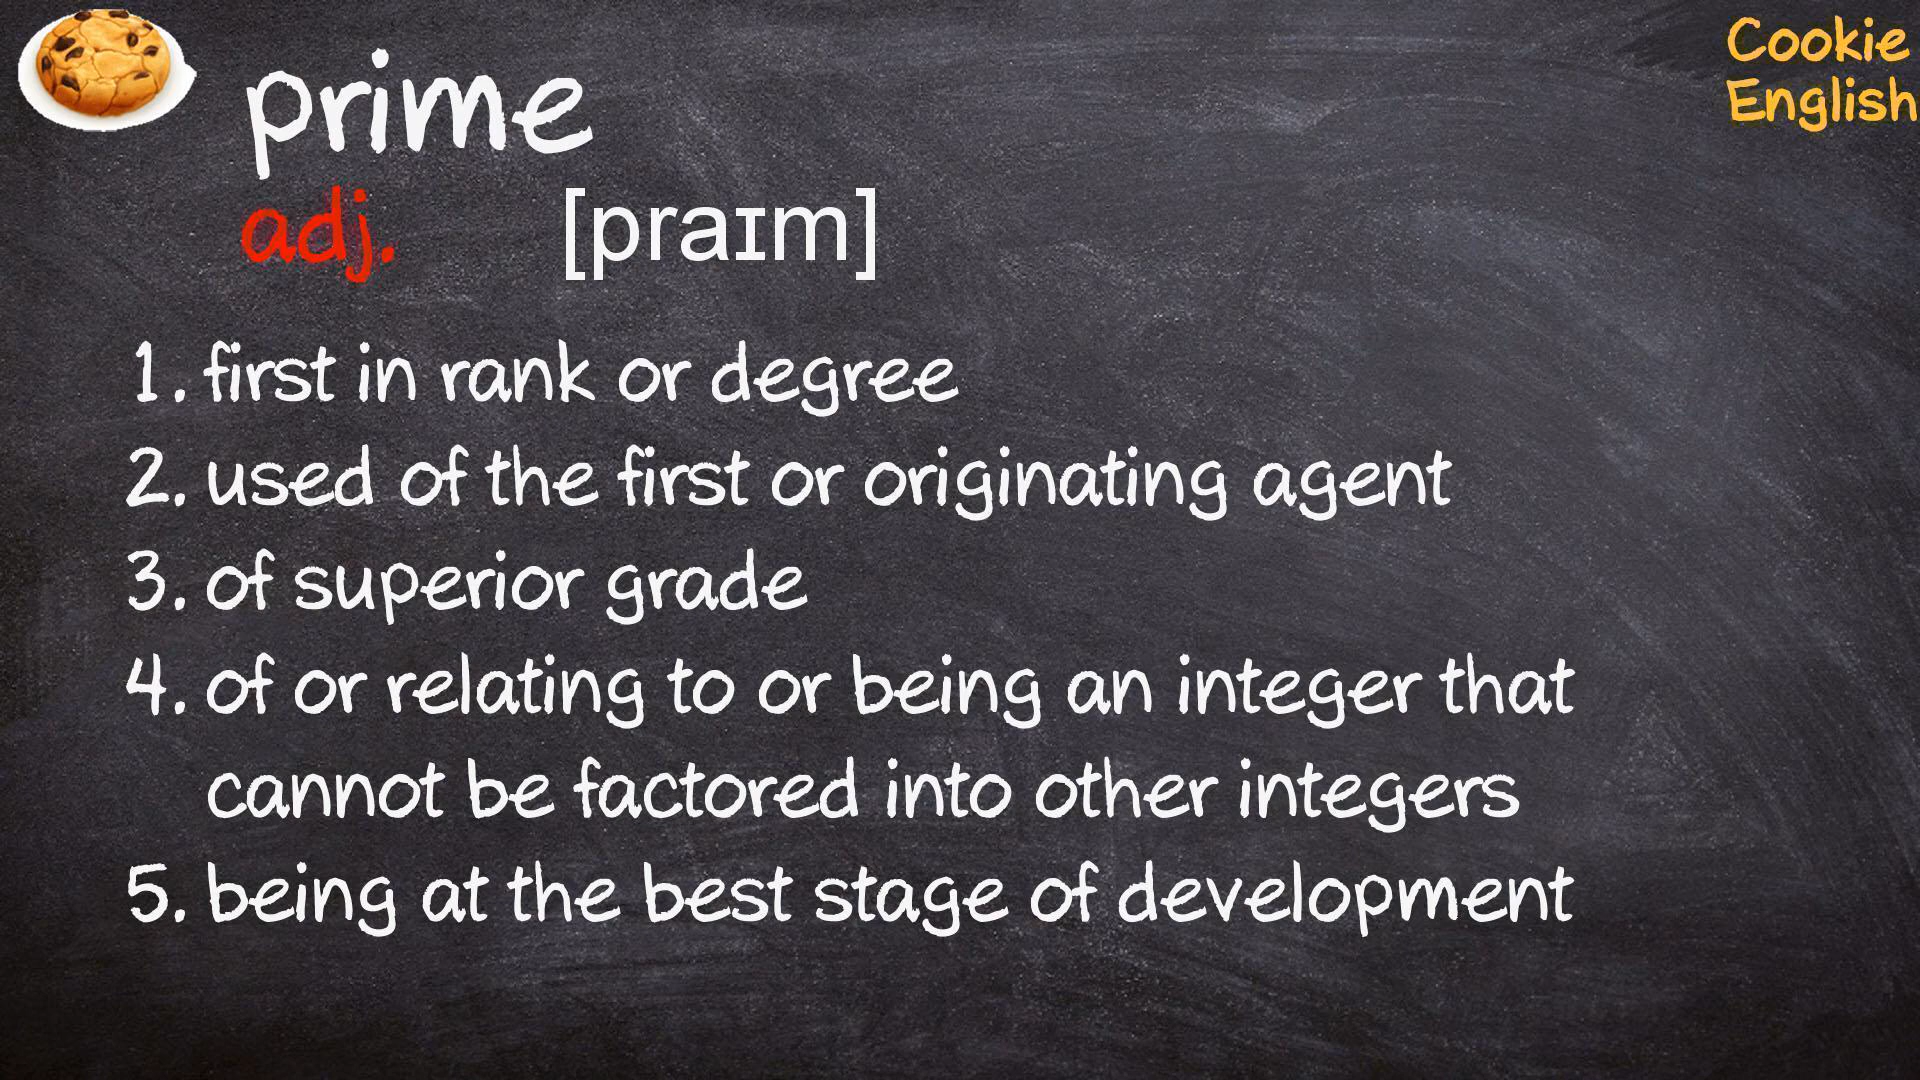 prime
Cookie
English
adj. [praɪm]
1. first in rank or degree
2. used of the first or originating agent
3. of superior grade
4. of or relating to or being an integer that
cannot be factored into other integers
5. being at the best stage of development